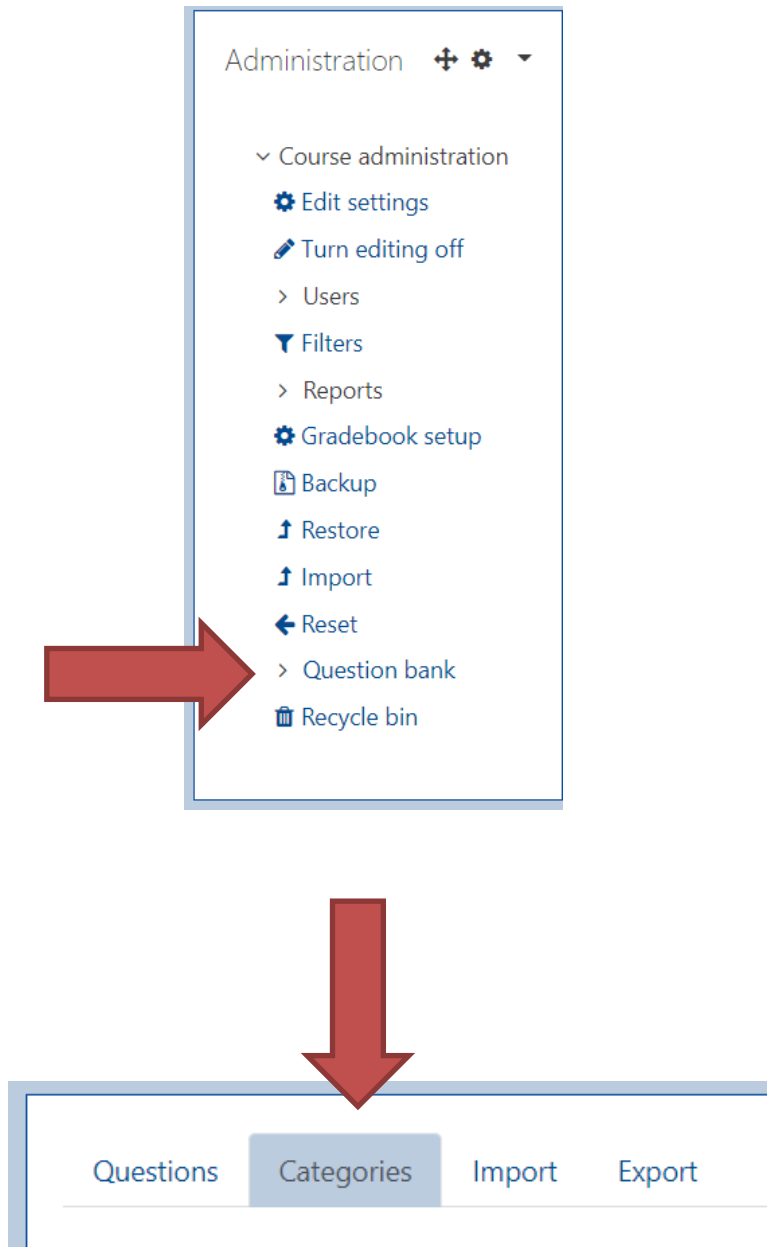 Administration
Course administration
Edit settings
Turn editing off
Users
Filters
Reports
Gradebook setup
Backup
Restore
Import
Reset
Question bank
Recycle bin
Questions Categories Import Export